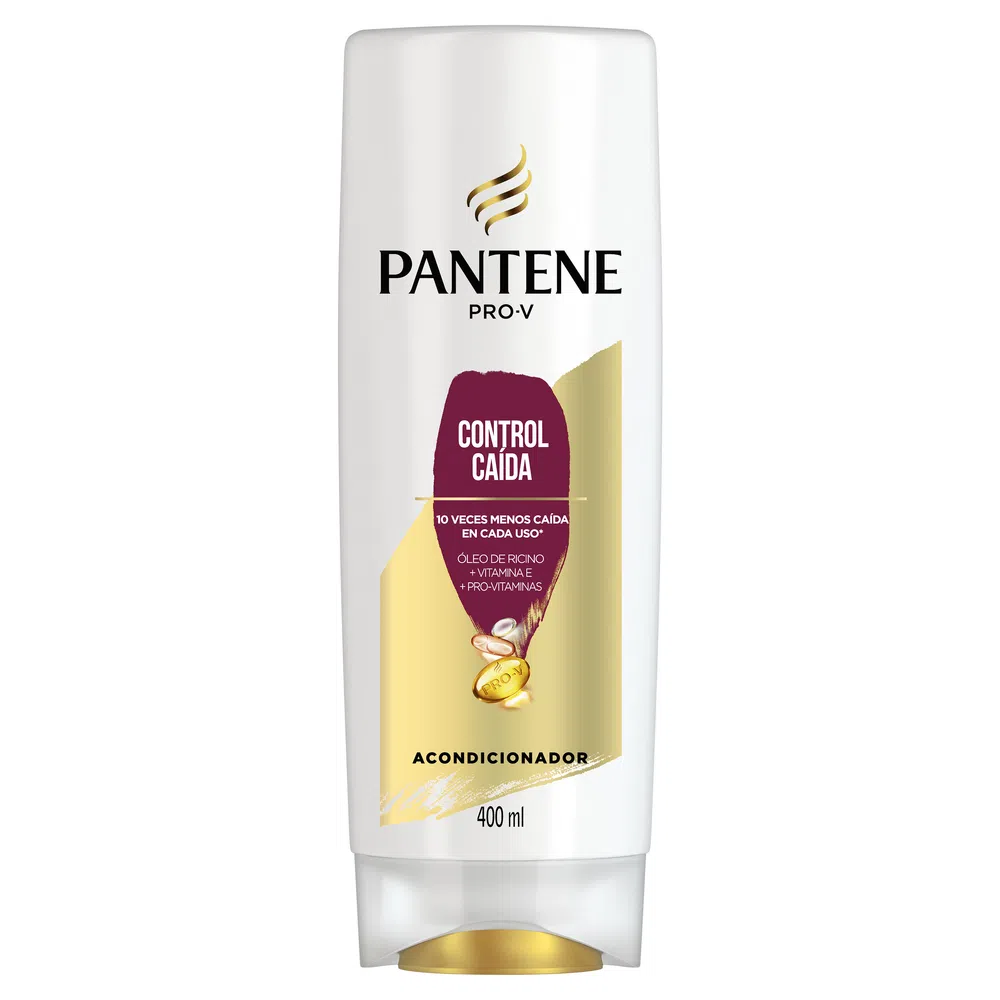 PANTENE
PRO-V
CONTROL
CAÍDA
10 VECES MENOS CAÍDA
EN CADA USO*
ÓLEO DE RICINO
+ VITAMINA E
+ PRO-VITAMINAS
PRO-V
ACONDICIONADOR
400 ml